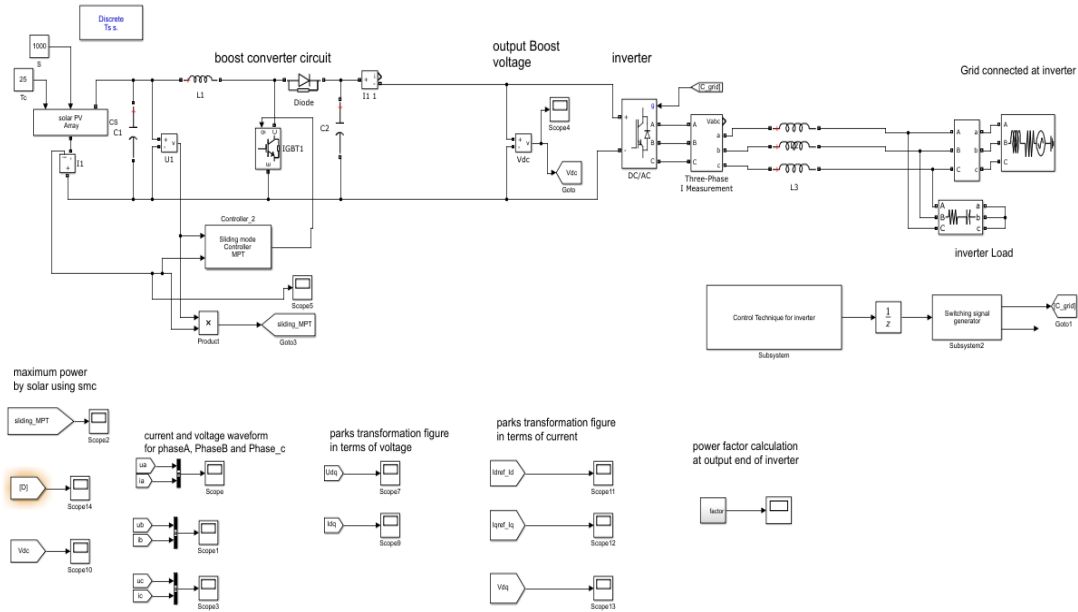 Discrete
Ts s.
1000
S
25
Tc
solar PV
Array
CS
C1
I1
boost converter circuit
L1
Diode
C2
I1 1
IGBT1
g
C
E
U1
output Boost
voltage
Scope4
Vdc
Vdc
Goto
inverter
[C_grid]
g
A
B
C
DC/AC
Vabc
A
B
C
a
b
c
Three-Phase
I Measurement
L3
Grid connected at inverter
A
B
C
a
b
c
A
B
C
A
B
C
a
b
c
inverter Load
Controller_2
Sliding mode
Controller
MPT
Scope5
×
Product
sliding_MPT
Goto3
Control Technique for inverter
Subsystem
1
z
Switching signal
generator
Subsystem2
[C_grid]
Goto1
maximum power
by solar using smc
sliding_MPT
Scope2
[D]
Scope14
Vdc
Scope10
current and voltage waveform
for phaseA, PhaseB and Phase_c
ua
ia
Scope
ub
ib
Scope1
uc
ic
Scope3
parks transformation figure
in terms of voltage
Udq
Scope7
Idq
Scope9
parks transformation figure
in terms of current
Idref_Id
Scope11
Iqref_Iq
Scope12
Vdq
Scope13
power factor calculation
at output end of inverter
factor